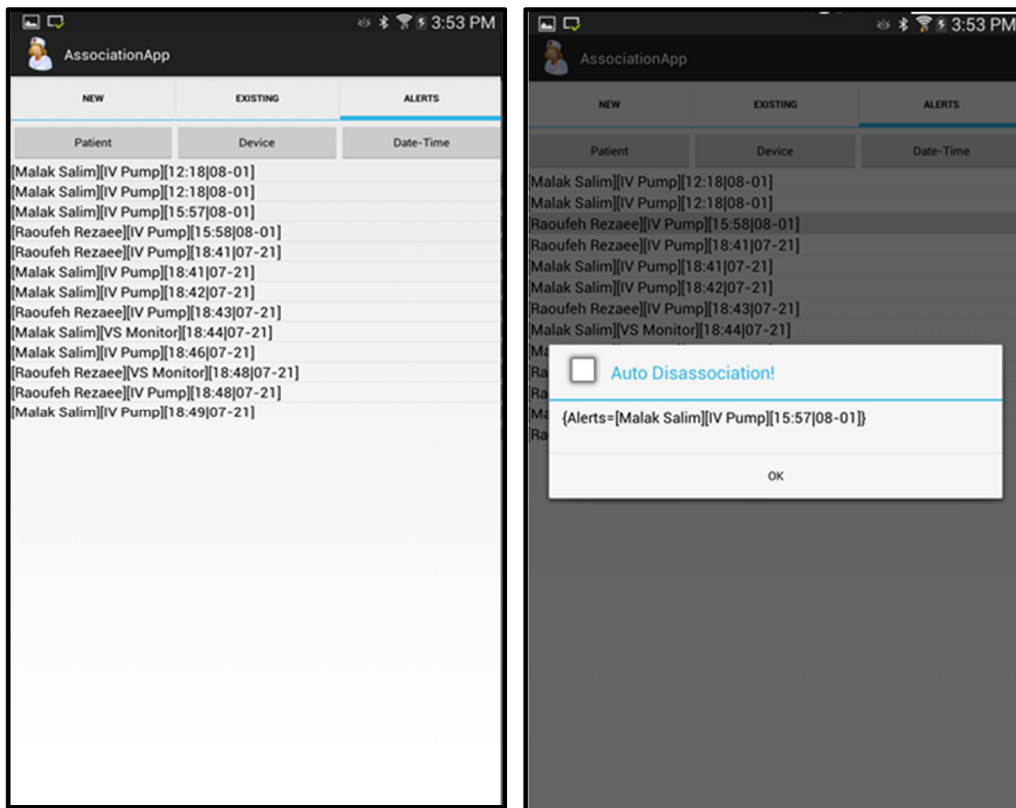 3:53 PM
AssociationApp
NEW EXISTING ALERTS
Patient Device Date-Time
[Malak Salim][IV Pump][12:18|08-01]
[Malak Salim][IV Pump][12:18|08-01]
[Malak Salim][IV Pump][15:57|08-01]
[Raoufeh Rezaee][IV Pump][15:58|08-01]
[Raoufeh Rezaee][IV Pump][18:41|07-21]
[Malak Salim][IV Pump][18:41|07-21]
[Malak Salim][IV Pump][18:42|07-21]
[Raoufeh Rezaee][IV Pump][18:43|07-21]
[Malak Salim][VS Monitor][18:44|07-21]
[Malak Salim][IV Pump][18:46|07-21]
[Raoufeh Rezaee][VS Monitor][18:48|07-21]
[Raoufeh Rezaee][IV Pump][18:48|07-21]
[Malak Salim][IV Pump][18:49|07-21]
3:53 PM
AssociationApp
NEW EXISTING ALERTS
Patient Device Date-Time
[Malak Salim][IV Pump][12:18|08-01]
[Malak Salim][IV Pump][12:18|08-01]
[Raoufeh Rezaee][IV Pump][15:58|08-01]
[Raoufeh Rezaee][IV Pump][18:41|07-21]
[Malak Salim][IV Pump][18:41|07-21]
[Malak Salim][IV Pump][18:42|07-21]
[Raoufeh Rezaee][IV Pump][18:43|07-21]
[Malak Salim][VS Monitor][18:44|07-21]
Auto Disassociation!
{Alerts=[Malak Salim][IV Pump][15:57|08-01]}
OK